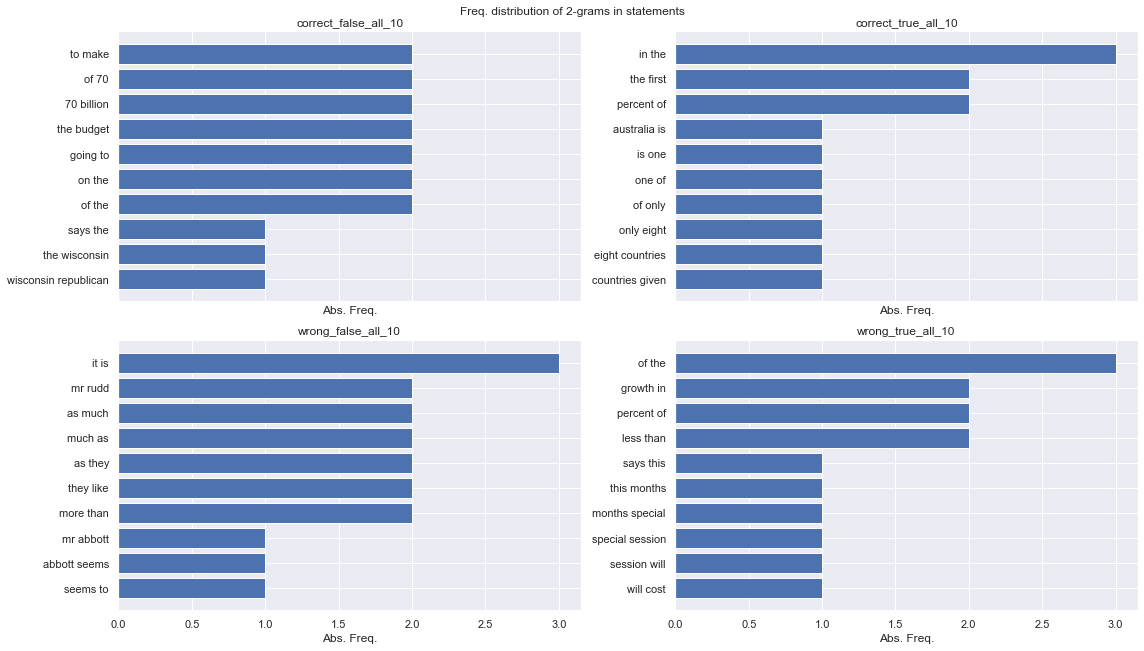 Freq. distribution of 2-grams in statements
correct_false_all_10
to make
of 70
70 billion
the budget
going to
on the
of the
says the
the wisconsin
wisconsin republican
Abs. Freq.
correct_true_all_10
in the
the first
percent of
australia is
is one
one of
of only
only eight
eight countries
countries given
Abs. Freq.
wrong_false_all_10
it is
mr rudd
as much
much as
as they
they like
more than
mr abbott
abbott seems
seems to
0.0 0.5 1.0 1.5 2.0 2.5 3.0
Abs. Freq.
wrong_true_all_10
of the
growth in
percent of
less than
says this
this months
months special
special session
session will
will cost
0.0 0.5 1.0 1.5 2.0 2.5 3.0
Abs. Freq.